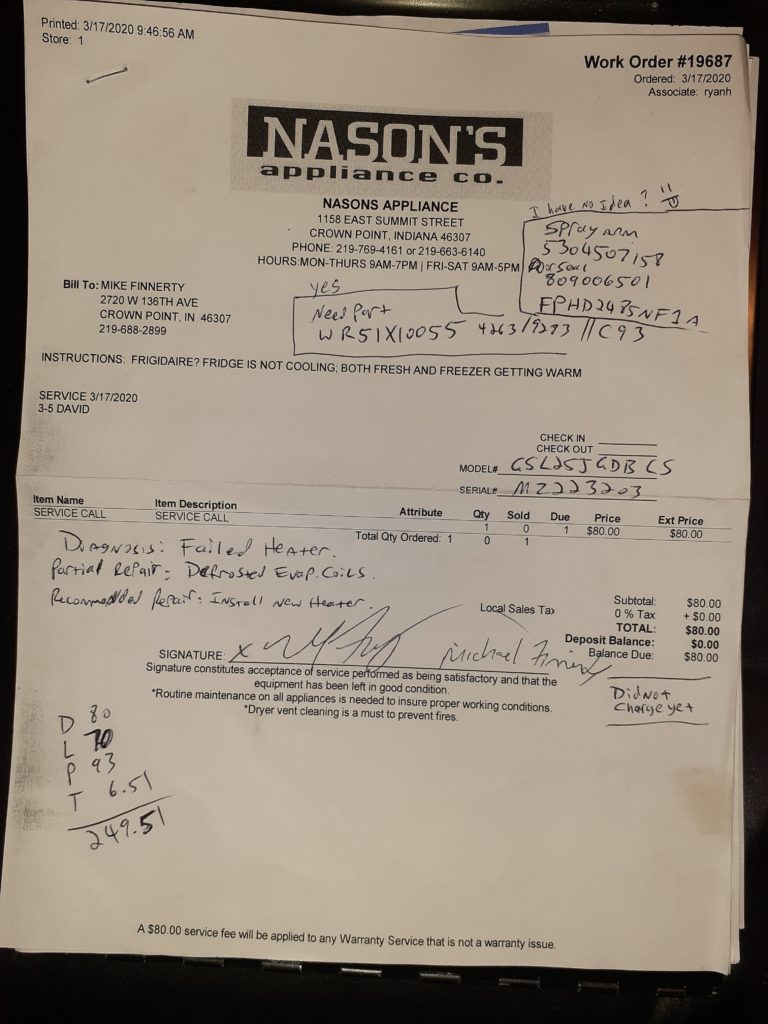 Printed: 3/17/2020 9:46:56 AM
Store: 1
Work Order #19687
Ordered: 3/17/2020
Associate: ryanh
NASON'S
appliance co.
NASONS APPLIANCE
1158 EAST SUMMIT STREET
CROWN POINT, INDIANA 46307
PHONE: 219-769-4161 or 219-663-6140
HOURS:MON-THURS 9AM-7PM | FRI-SAT 9AM-5PM
I have no Idea?
Spray arm
5304507158
Door seal
809006501
FPHD2485NF1A
Bill To: MIKE FINNERTY
2720 W 136TH AVE
CROWN POINT, IN 46307
219-688-2899
yes
Need Part
WR51X10055 4263/9283 // C93
INSTRUCTIONS: FRIGIDAIRE? FRIDGE IS NOT COOLING; BOTH FRESH AND FREEZER GETTING WARM
SERVICE 3/17/2020
3-5 DAVID
CHECK IN
CHECK OUT
MODEL# GSL25JGDBLS
SERIAL# MZ223203
Item Name Item Description Attribute Qty Sold Due Price Ext Price
SERVICE CALL SERVICE CALL 1 0 1 $80.00 $80.00
Total Qty Ordered: 1 0 1
Diagnosis: Failed Heater.
Partial Repair: Defrosted Evap. Coils.
Recommended Repair: Install New Heater.
Local Sales Tax
Subtotal: $80.00
0 % Tax + $0.00
TOTAL: $80.00
Deposit Balance: $0.00
Balance Due: $80.00
SIGNATURE: x Michael Finnerty
Signature constitutes acceptance of service performed as being satisfactory and that the
equipment has been left in good condition.
*Routine maintenance on all appliances is needed to insure proper working conditions.
*Dryer vent cleaning is a must to prevent fires.
Did Not
Charge yet
D 80
L 70
P 93
T 6.51
249.51
A $80.00 service fee will be applied to any Warranty Service that is not a warranty issue.